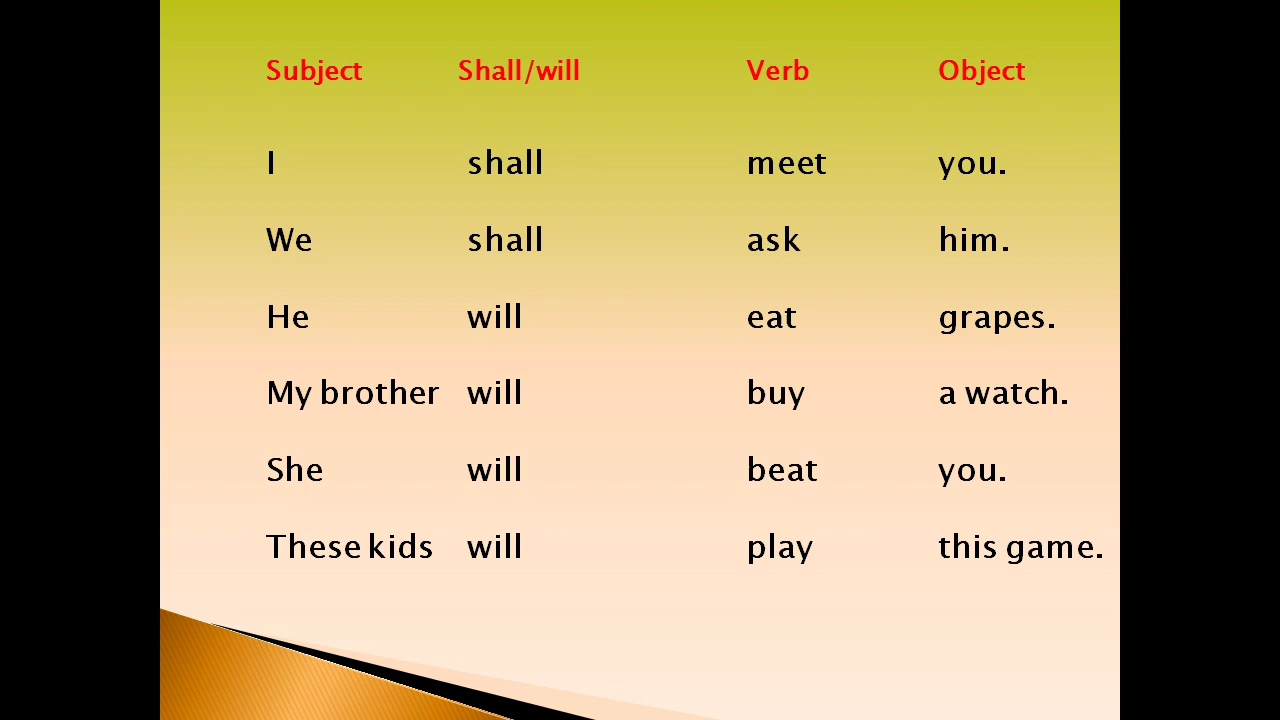 Subject Shall/will Verb Object
I shall meet you.
We shall ask him.
He will eat grapes.
My brother will buy a watch.
She will beat you.
These kids will play this game.